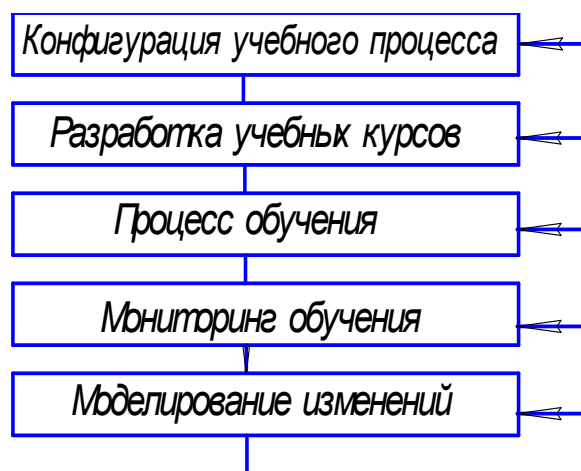 Конфигурация учебного процесса
Разработка учебных курсов
Процесс обучения
Мониторинг обучения
Моделирование изменений